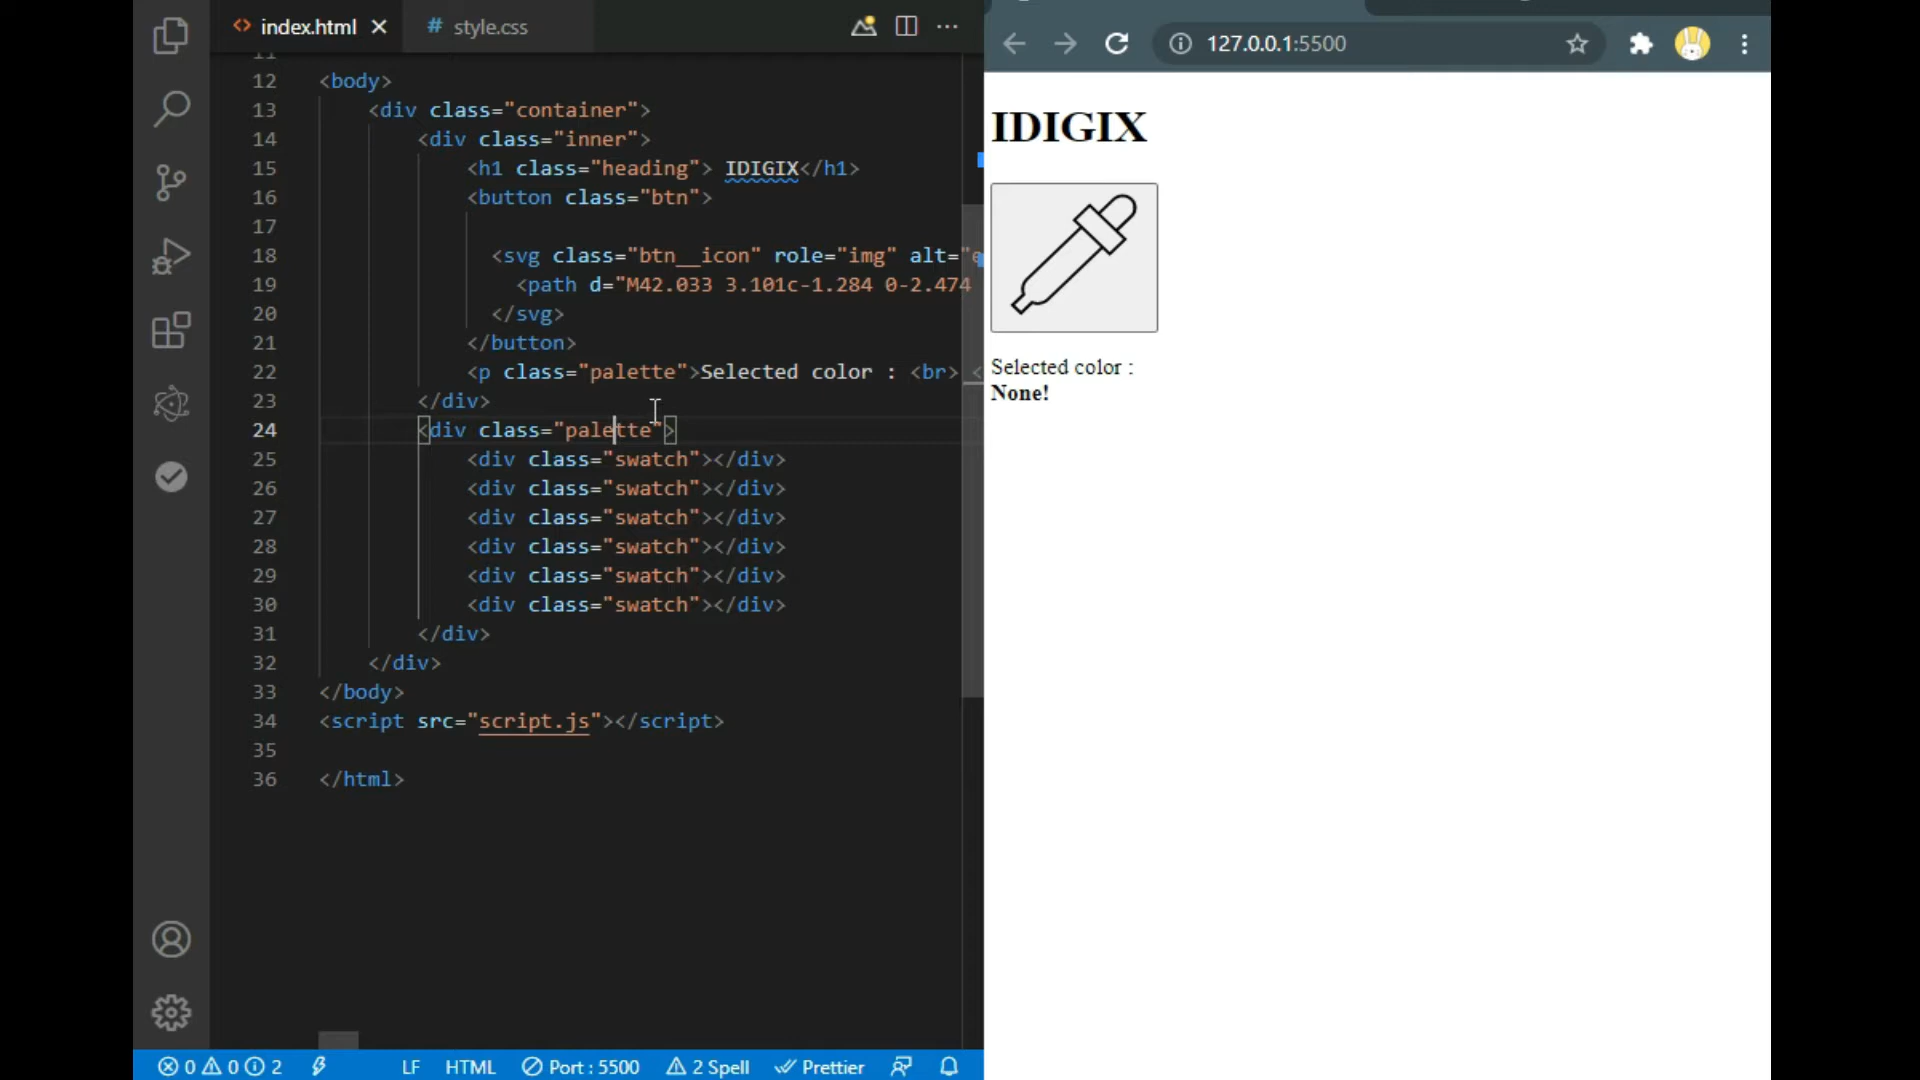 index.html
# style.css
11
12 <body>
13 <div class="container">
14 <div class="inner">
15 <h1 class="heading"> IDIGIX</h1>
16 <button class="btn">
17
18 <svg class="btn__icon" role="img" alt="e
19 <path d="M42.033 3.101c-1.284 0-2.474
20 </svg>
21 </button>
22 <p class="palette">Selected color : <br> <
23 </div>
24 <div class="palette">
25 <div class="swatch"></div>
26 <div class="swatch"></div>
27 <div class="swatch"></div>
28 <div class="swatch"></div>
29 <div class="swatch"></div>
30 <div class="swatch"></div>
31 </div>
32 </div>
33 </body>
34 <script src="script.js"></script>
35
36 </html>
0 0 2 LF HTML Port : 5500 2 Spell Prettier
127.0.0.1:5500
IDIGIX
Selected color :
None!